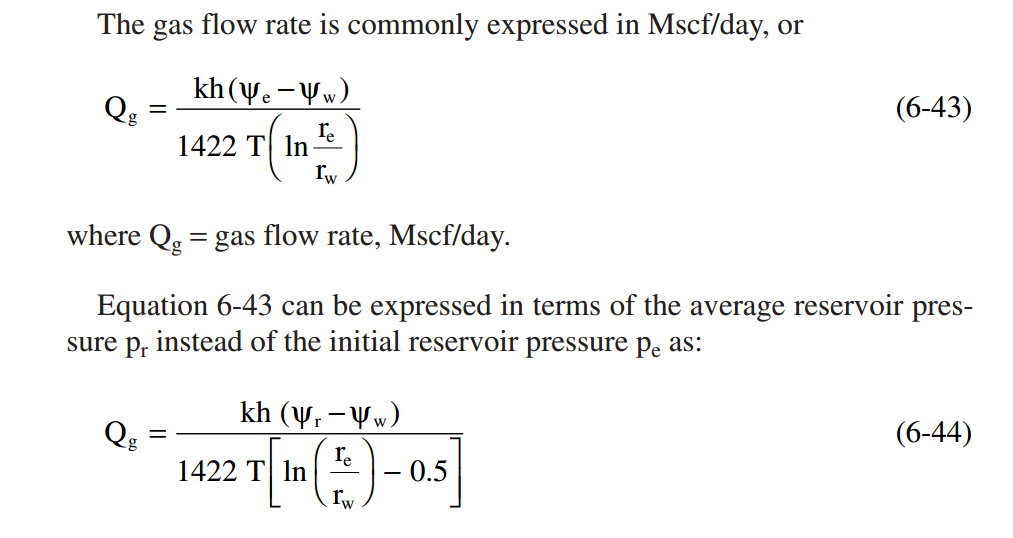 The gas flow rate is commonly expressed in Mscf/day, or
Q_g = kh(ψ_e − ψ_w) / 1422 T(ln r_e/r_w) (6-43)
where Q_g = gas flow rate, Mscf/day.
Equation 6-43 can be expressed in terms of the average reservoir pres-
sure p_r instead of the initial reservoir pressure p_e as:
Q_g = kh (ψ_r − ψ_w) / 1422 T[ln(r_e/r_w) − 0.5] (6-44)